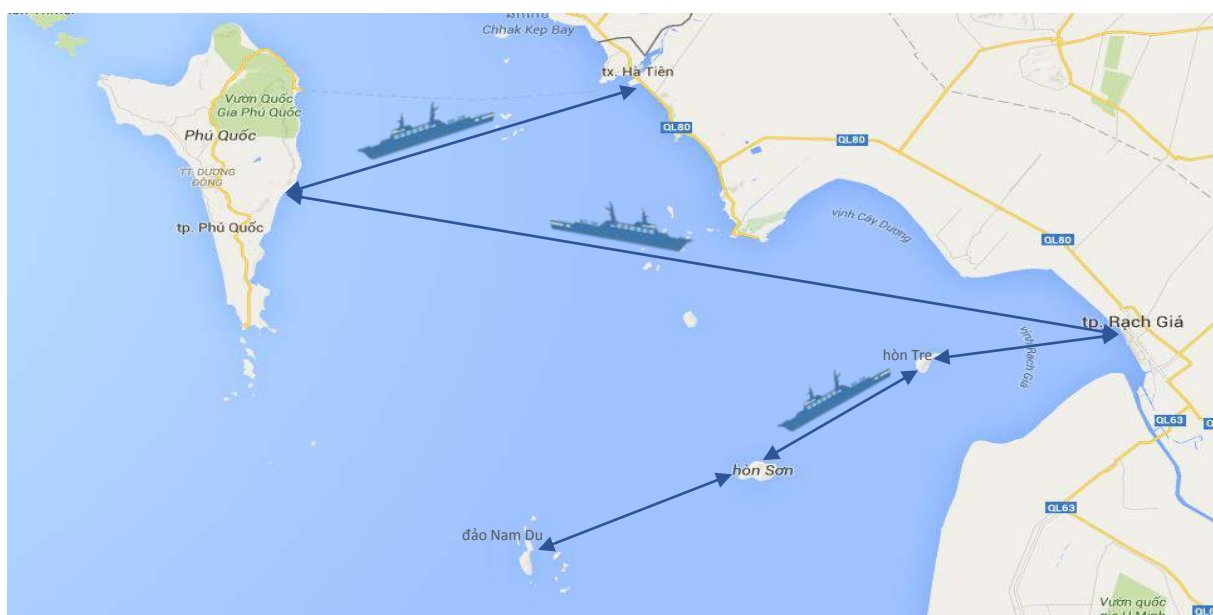 Chhak Kep Bay
tx. Hà Tiên
Vườn Quốc
Gia Phú Quốc
Phú Quốc
QL80
QL80
TT DƯƠNG
ĐÔNG
tp. Phú Quốc
vịnh Cây Dương
QL80
tp. Rạch Giá
vịnh Rạch Giá
hòn Tre
QL63
hòn Sơn
QL63
đảo Nam Du
Vườn quốc